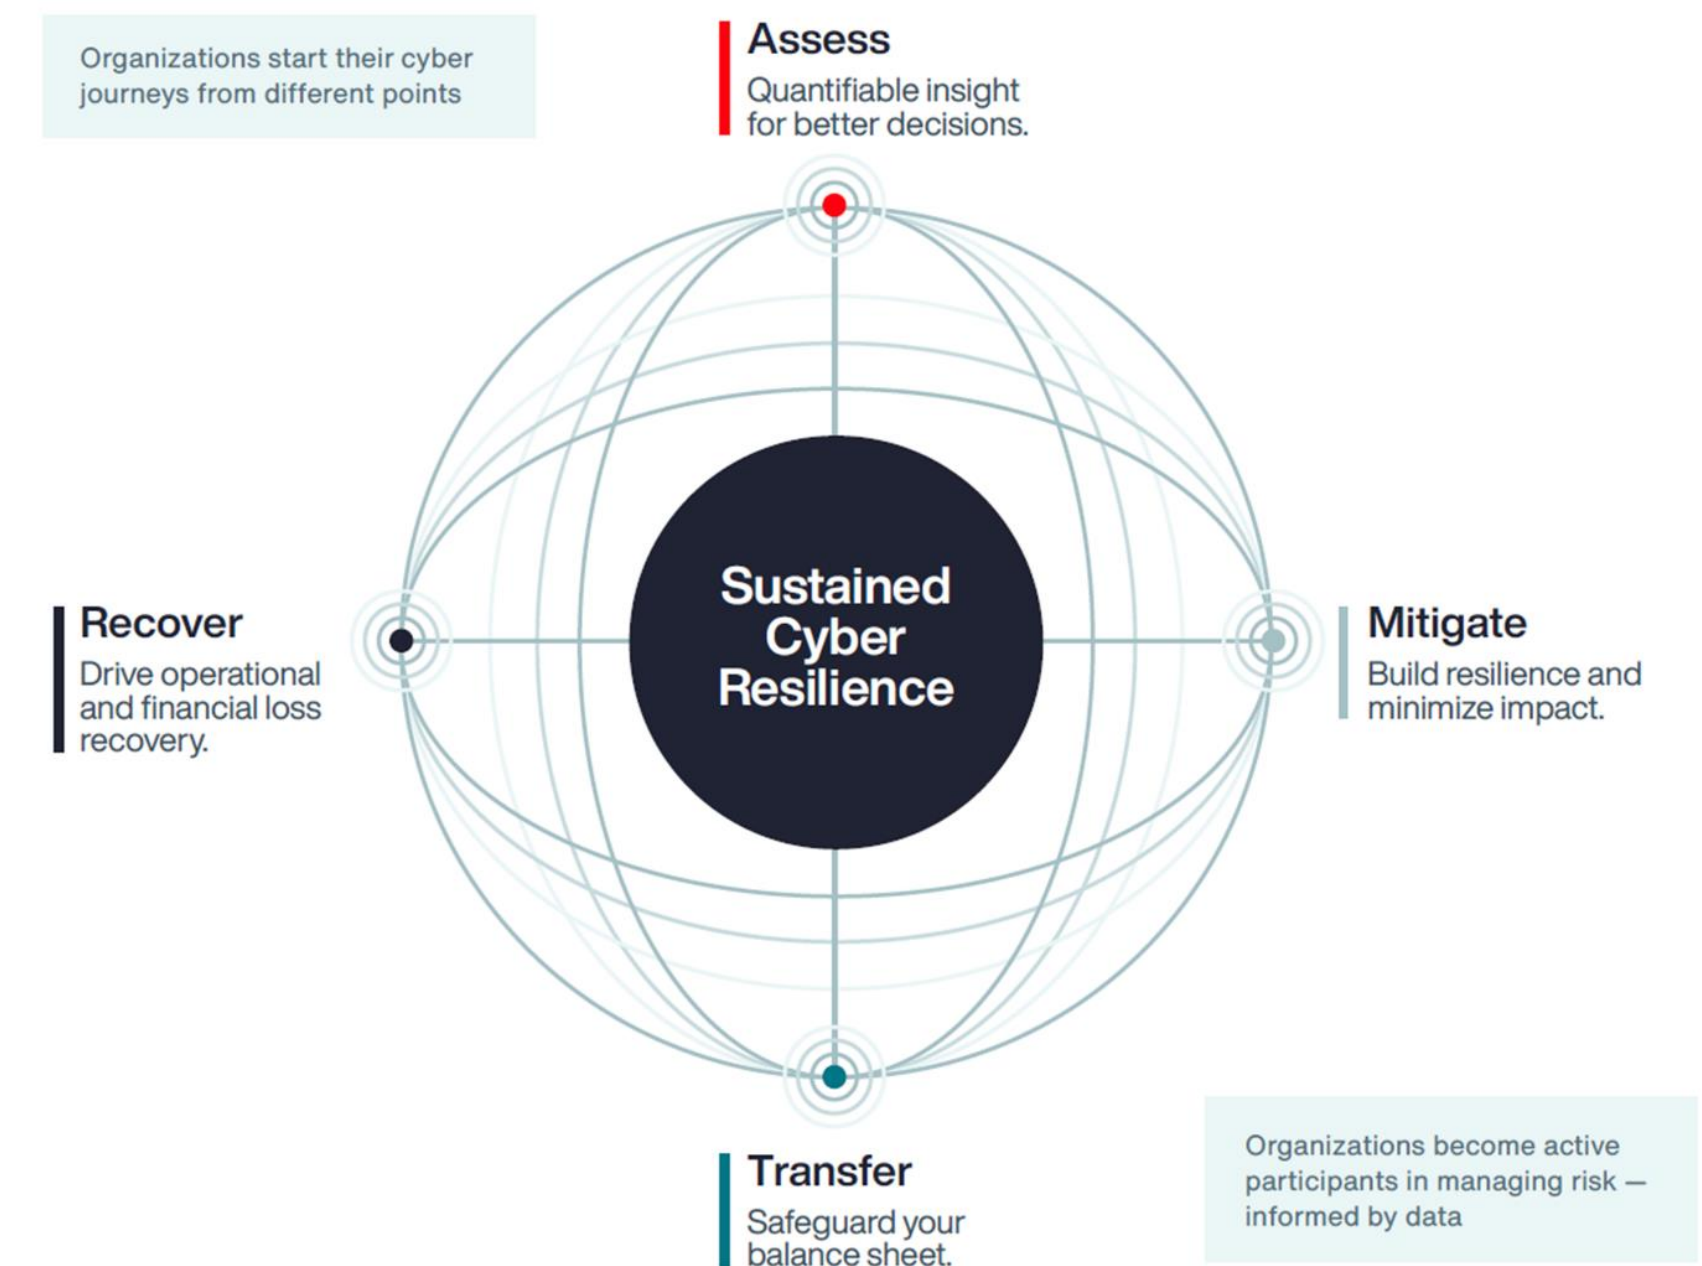 Organizations start their cyber
journeys from different points
Assess
Quantifiable insight
for better decisions.
Recover
Drive operational
and financial loss
recovery.
Sustained
Cyber
Resilience
Mitigate
Build resilience and
minimize impact.
Transfer
Safeguard your
balance sheet.
Organizations become active
participants in managing risk —
informed by data